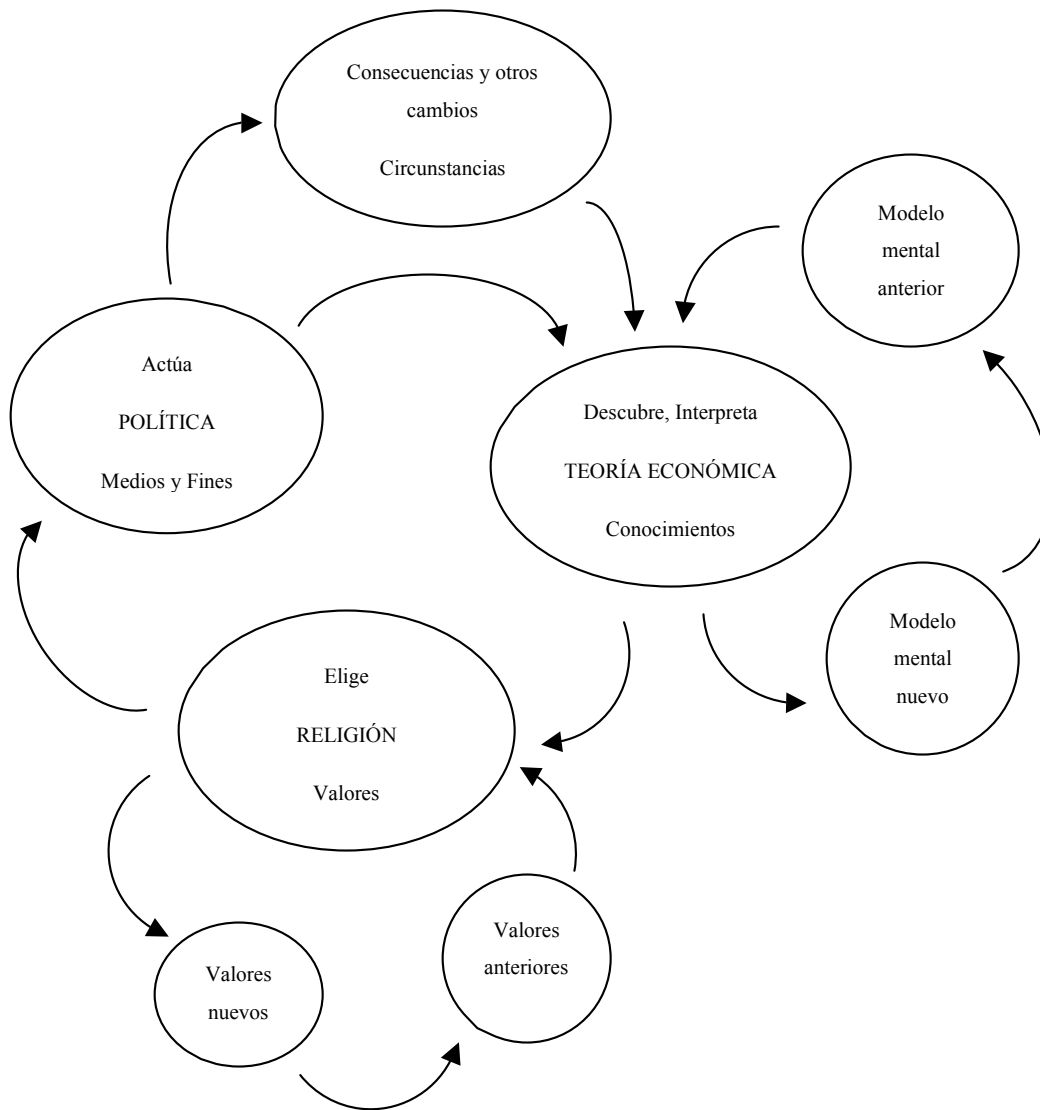 Consecuencias y otros
cambios
Circunstancias
Modelo
mental
anterior
Actúa
POLÍTICA
Medios y Fines
Descubre, Interpreta
TEORÍA ECONÓMICA
Conocimientos
Modelo
mental
nuevo
Elige
RELIGIÓN
Valores
Valores
anteriores
Valores
nuevos